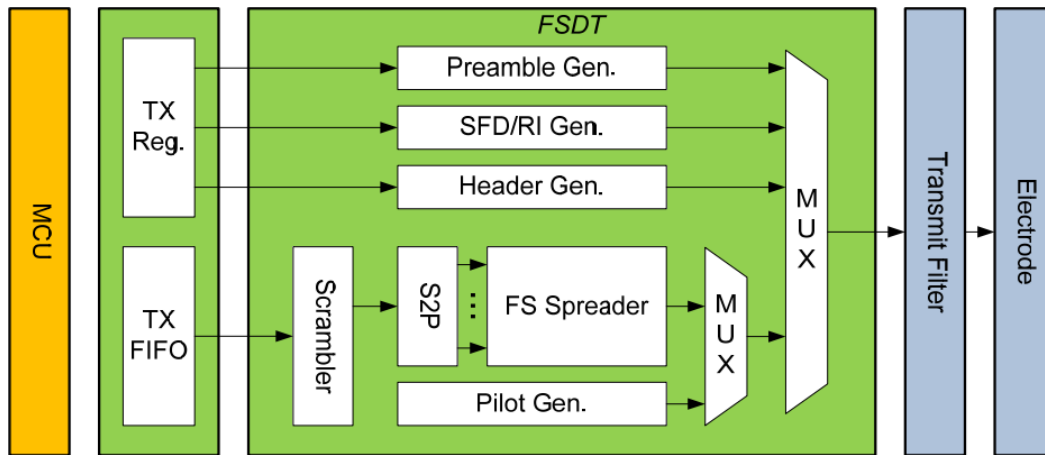 FSDT
MCU
TX
Reg.
TX
FIFO
Preamble Gen.
SFD/RI Gen.
Header Gen.
Scrambler
S2P
...
FS Spreader
Pilot Gen.
MUX
MUX
Transmit Filter
Electrode